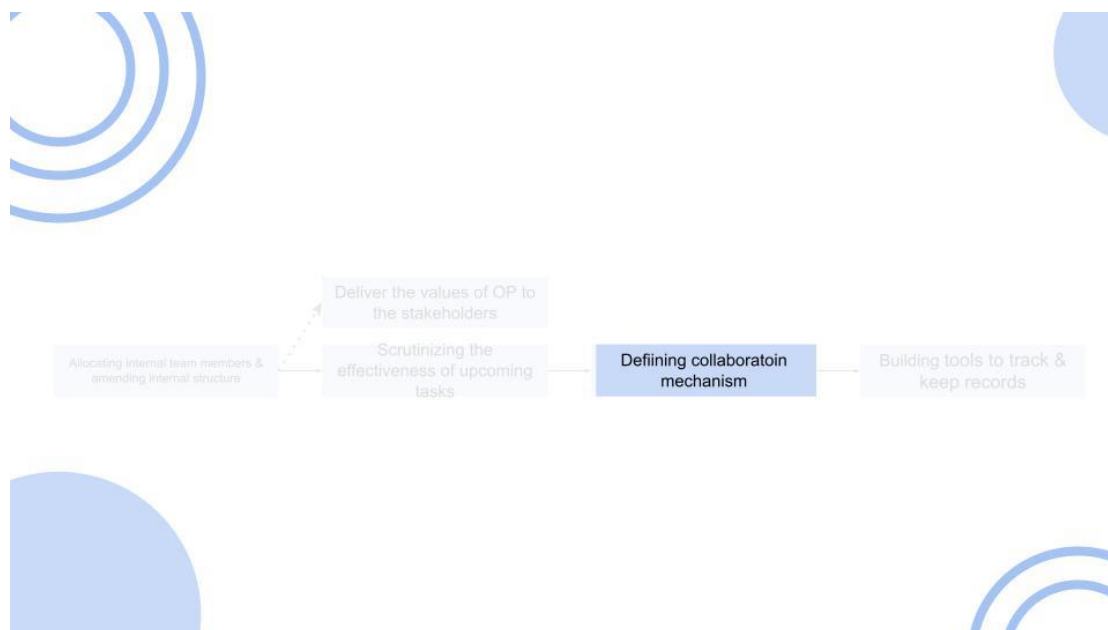 Deliver the values of OP to
the stakeholders
Allocating internal team members &
amending internal structure
Scrutinizing the
effectiveness of upcoming
tasks
Defiining collaboratoin
mechanism
Building tools to track &
keep records